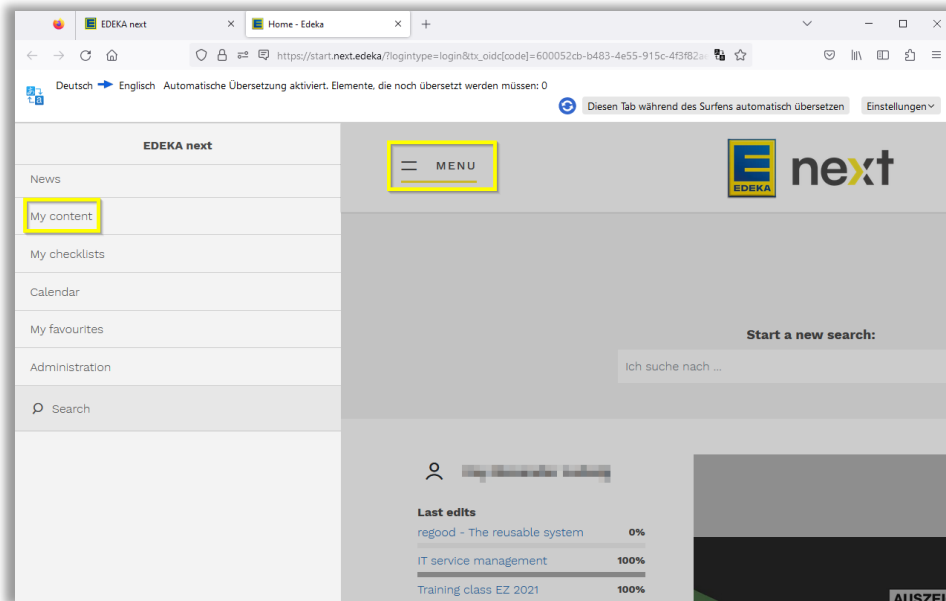 EDEKA next
Home - Edeka
https://start.next.edeka/?logintype=login&tx_oidc[code]=600052cb-b483-4e55-915c-4f3f82a
Deutsch Englisch Automatische Übersetzung aktiviert. Elemente, die noch übersetzt werden müssen: 0
Diesen Tab während des Surfens automatisch übersetzen Einstellungen
EDEKA next
News
My content
My checklists
Calendar
My favourites
Administration
Search
MENU
EDEKA
next
Start a new search:
Ich suche nach ...
Last edits
regood - The reusable system 0%
IT service management 100%
Training class EZ 2021 100%